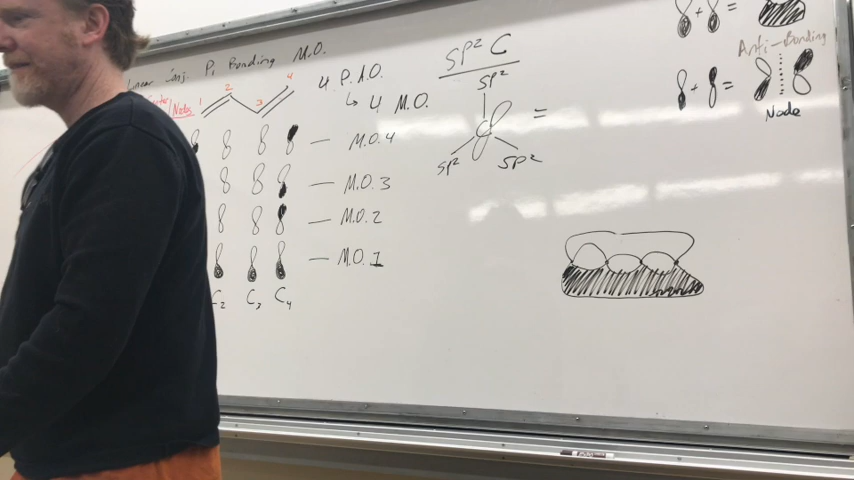 Linear Conj. Pi Bonding M.O.
Nodes 1 2 3 4
4 P.A.O.
↳ 4 M.O.
— M.O.4
— M.O.3
— M.O.2
— M.O.1
C2 C3 C4
SP² C
SP²
C =
SP² SP²
+ =
Anti-Bonding
+ =
Node